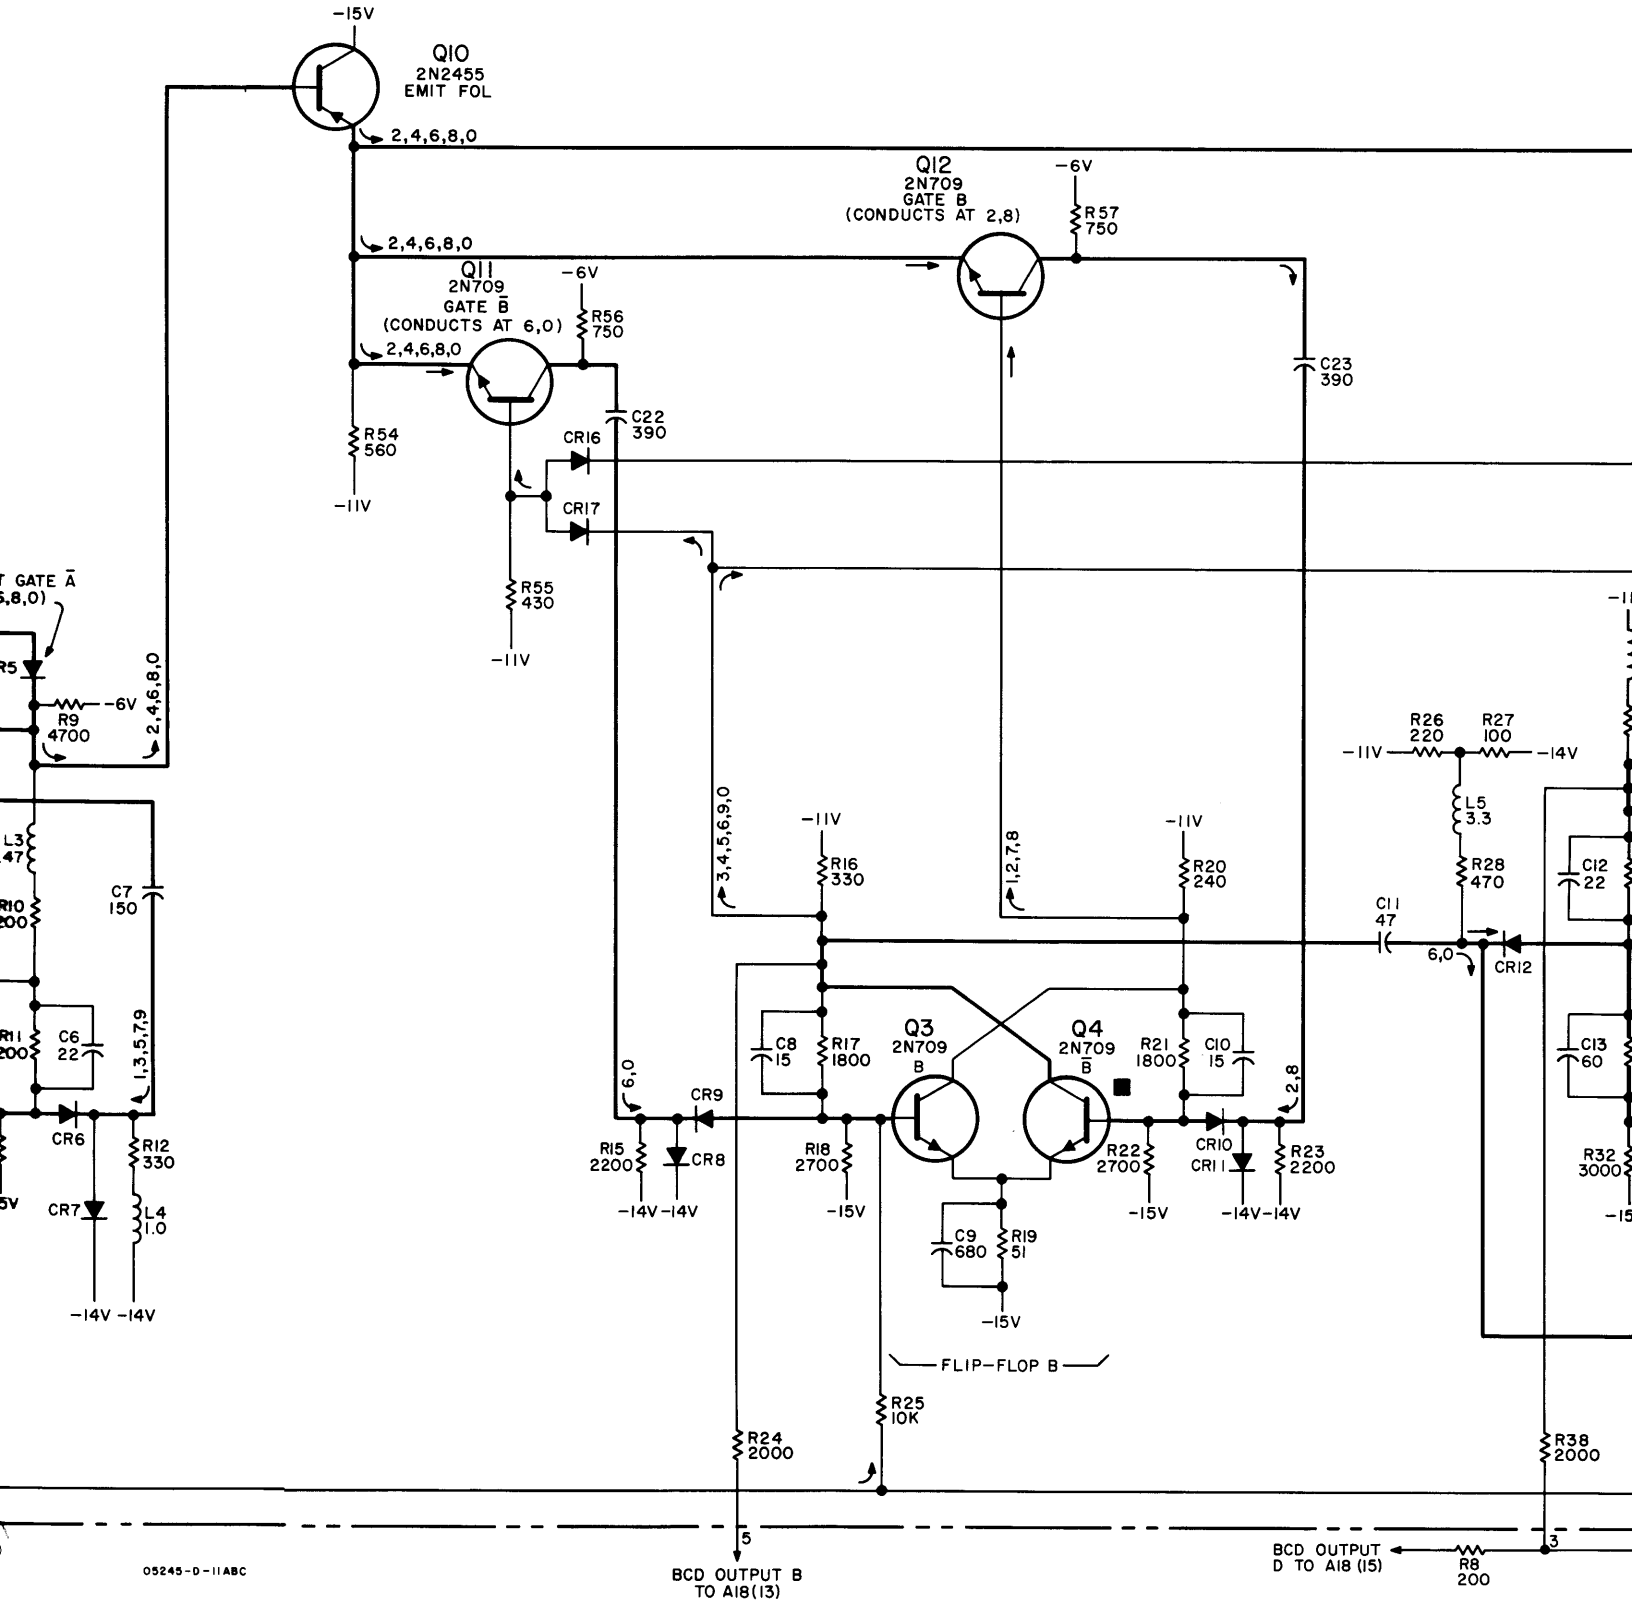 -15V
Q10
2N2455
EMIT FOL
2,4,6,8,0
Q12
2N709
GATE B
(CONDUCTS AT 2,8)
-6V
R57
750
2,4,6,8,0
Q11
2N709
GATE B̅
(CONDUCTS AT 6,0)
-6V
R56
750
2,4,6,8,0
C23
390
R54
560
-11V
C22
390
CR16
CR17
R55
430
-11V
T GATE A̅
6,8,0)
R5
R9
4700
-6V
2,4,6,8,0
R26
220
R27
100
-11V
-14V
L5
3.3
R28
470
L3
.47
R10
200
C7
150
3,4,5,6,9,0
-11V
R16
330
1,2,7,8
-11V
R20
240
C12
22
C11
47
6,0
CR12
R11
200
C6
22
1,3,5,7,9
C8
15
R17
1800
Q3
2N709
B
Q4
2N709
B̅
R21
1800
C10
15
C13
60
6,0
2,8
CR6
R12
330
CR7
L4
1.0
5V
-14V
-14V
CR9
R15
2200
CR8
R18
2700
-14V
-14V
-15V
R22
2700
CR10
CR11
R23
2200
-15V
-14V
-14V
R32
3000
-15
C9
680
R19
51
-15V
FLIP-FLOP B
R25
10K
R24
2000
R38
2000
5
3
05245-D-11ABC
BCD OUTPUT B
TO A18(13)
BCD OUTPUT
D TO A18 (15)
R8
200